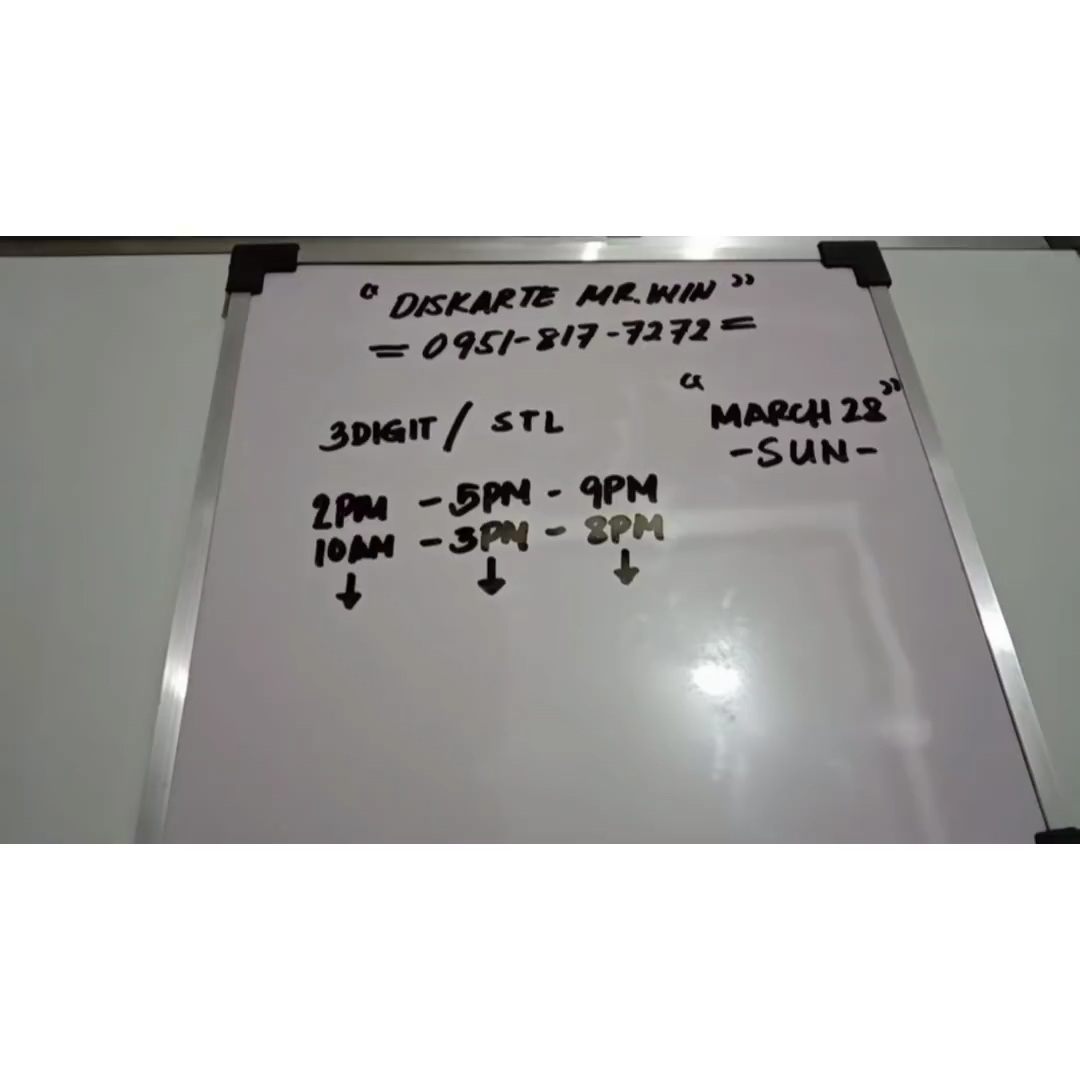 "DISKARTE MR. WIN"
= 0951-817-7272 =
"MARCH 28"
-SUN-
3DIGIT / STL
2PM - 5PM - 9PM
10AM - 3PM - 8PM